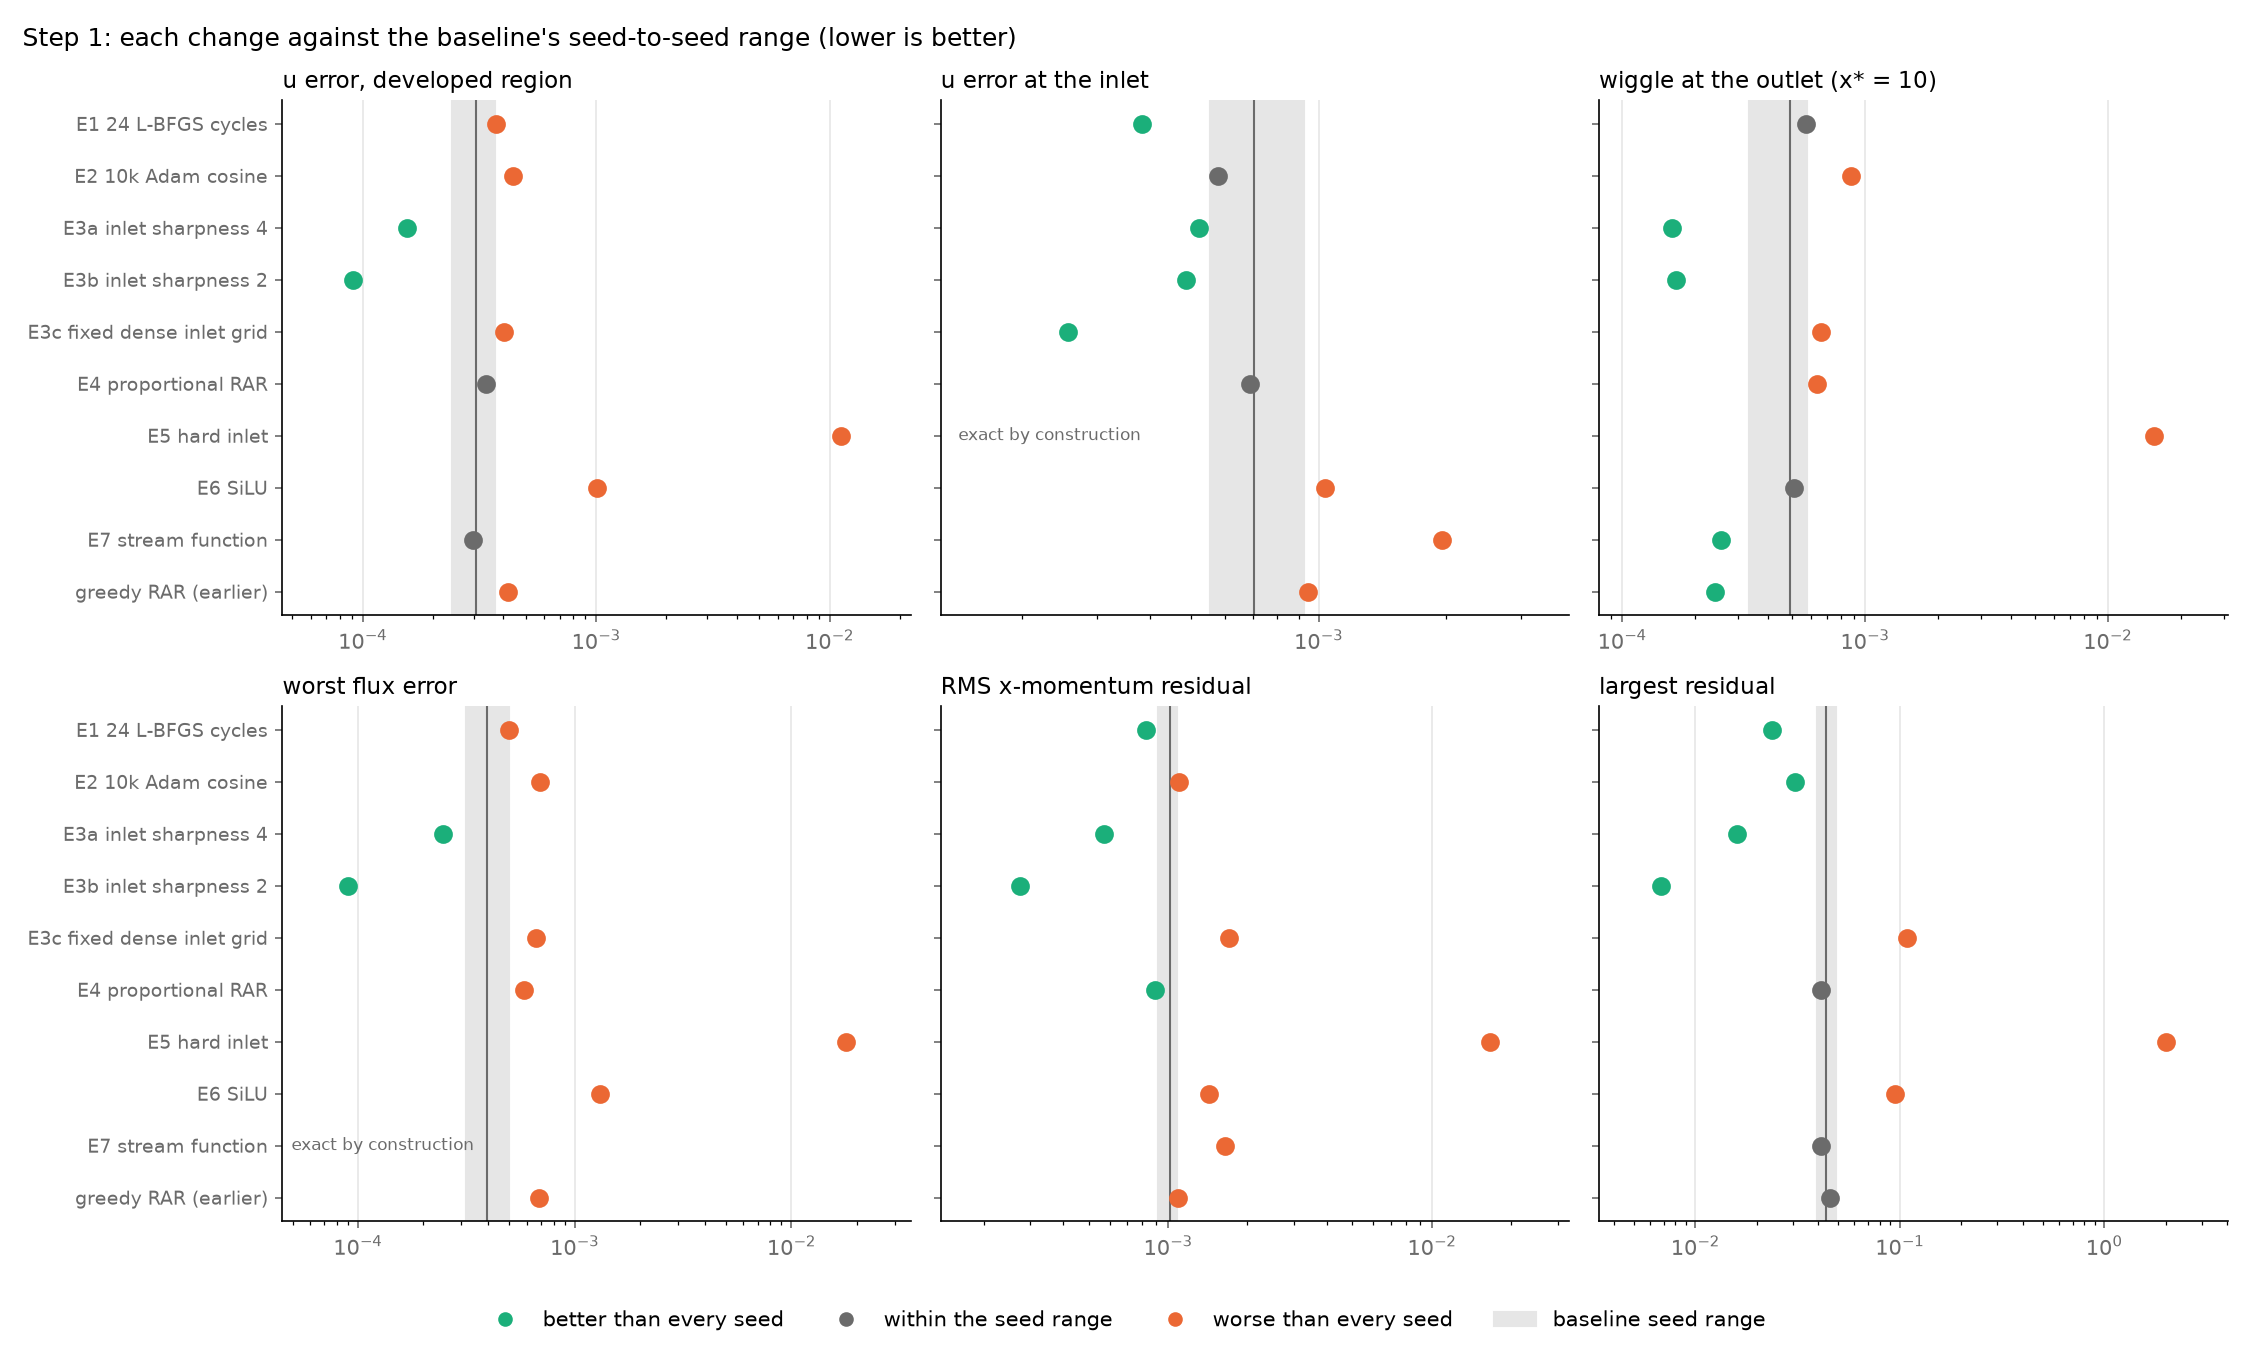 Step 1: each change against the baseline's seed-to-seed range (lower is better)
u error, developed region
u error at the inlet
wiggle at the outlet (x* = 10)
E1 24 L-BFGS cycles
E2 10k Adam cosine
E3a inlet sharpness 4
E3b inlet sharpness 2
E3c fixed dense inlet grid
E4 proportional RAR
E5 hard inlet
exact by construction
E6 SiLU
E7 stream function
greedy RAR (earlier)
10⁻⁴ 10⁻³ 10⁻²
10⁻³
10⁻⁴ 10⁻³ 10⁻²
worst flux error
RMS x-momentum residual
largest residual
E1 24 L-BFGS cycles
E2 10k Adam cosine
E3a inlet sharpness 4
E3b inlet sharpness 2
E3c fixed dense inlet grid
E4 proportional RAR
E5 hard inlet
E6 SiLU
E7 stream function
exact by construction
greedy RAR (earlier)
10⁻⁴ 10⁻³ 10⁻²
10⁻³ 10⁻²
10⁻² 10⁻¹ 10⁰
better than every seed
within the seed range
worse than every seed
baseline seed range